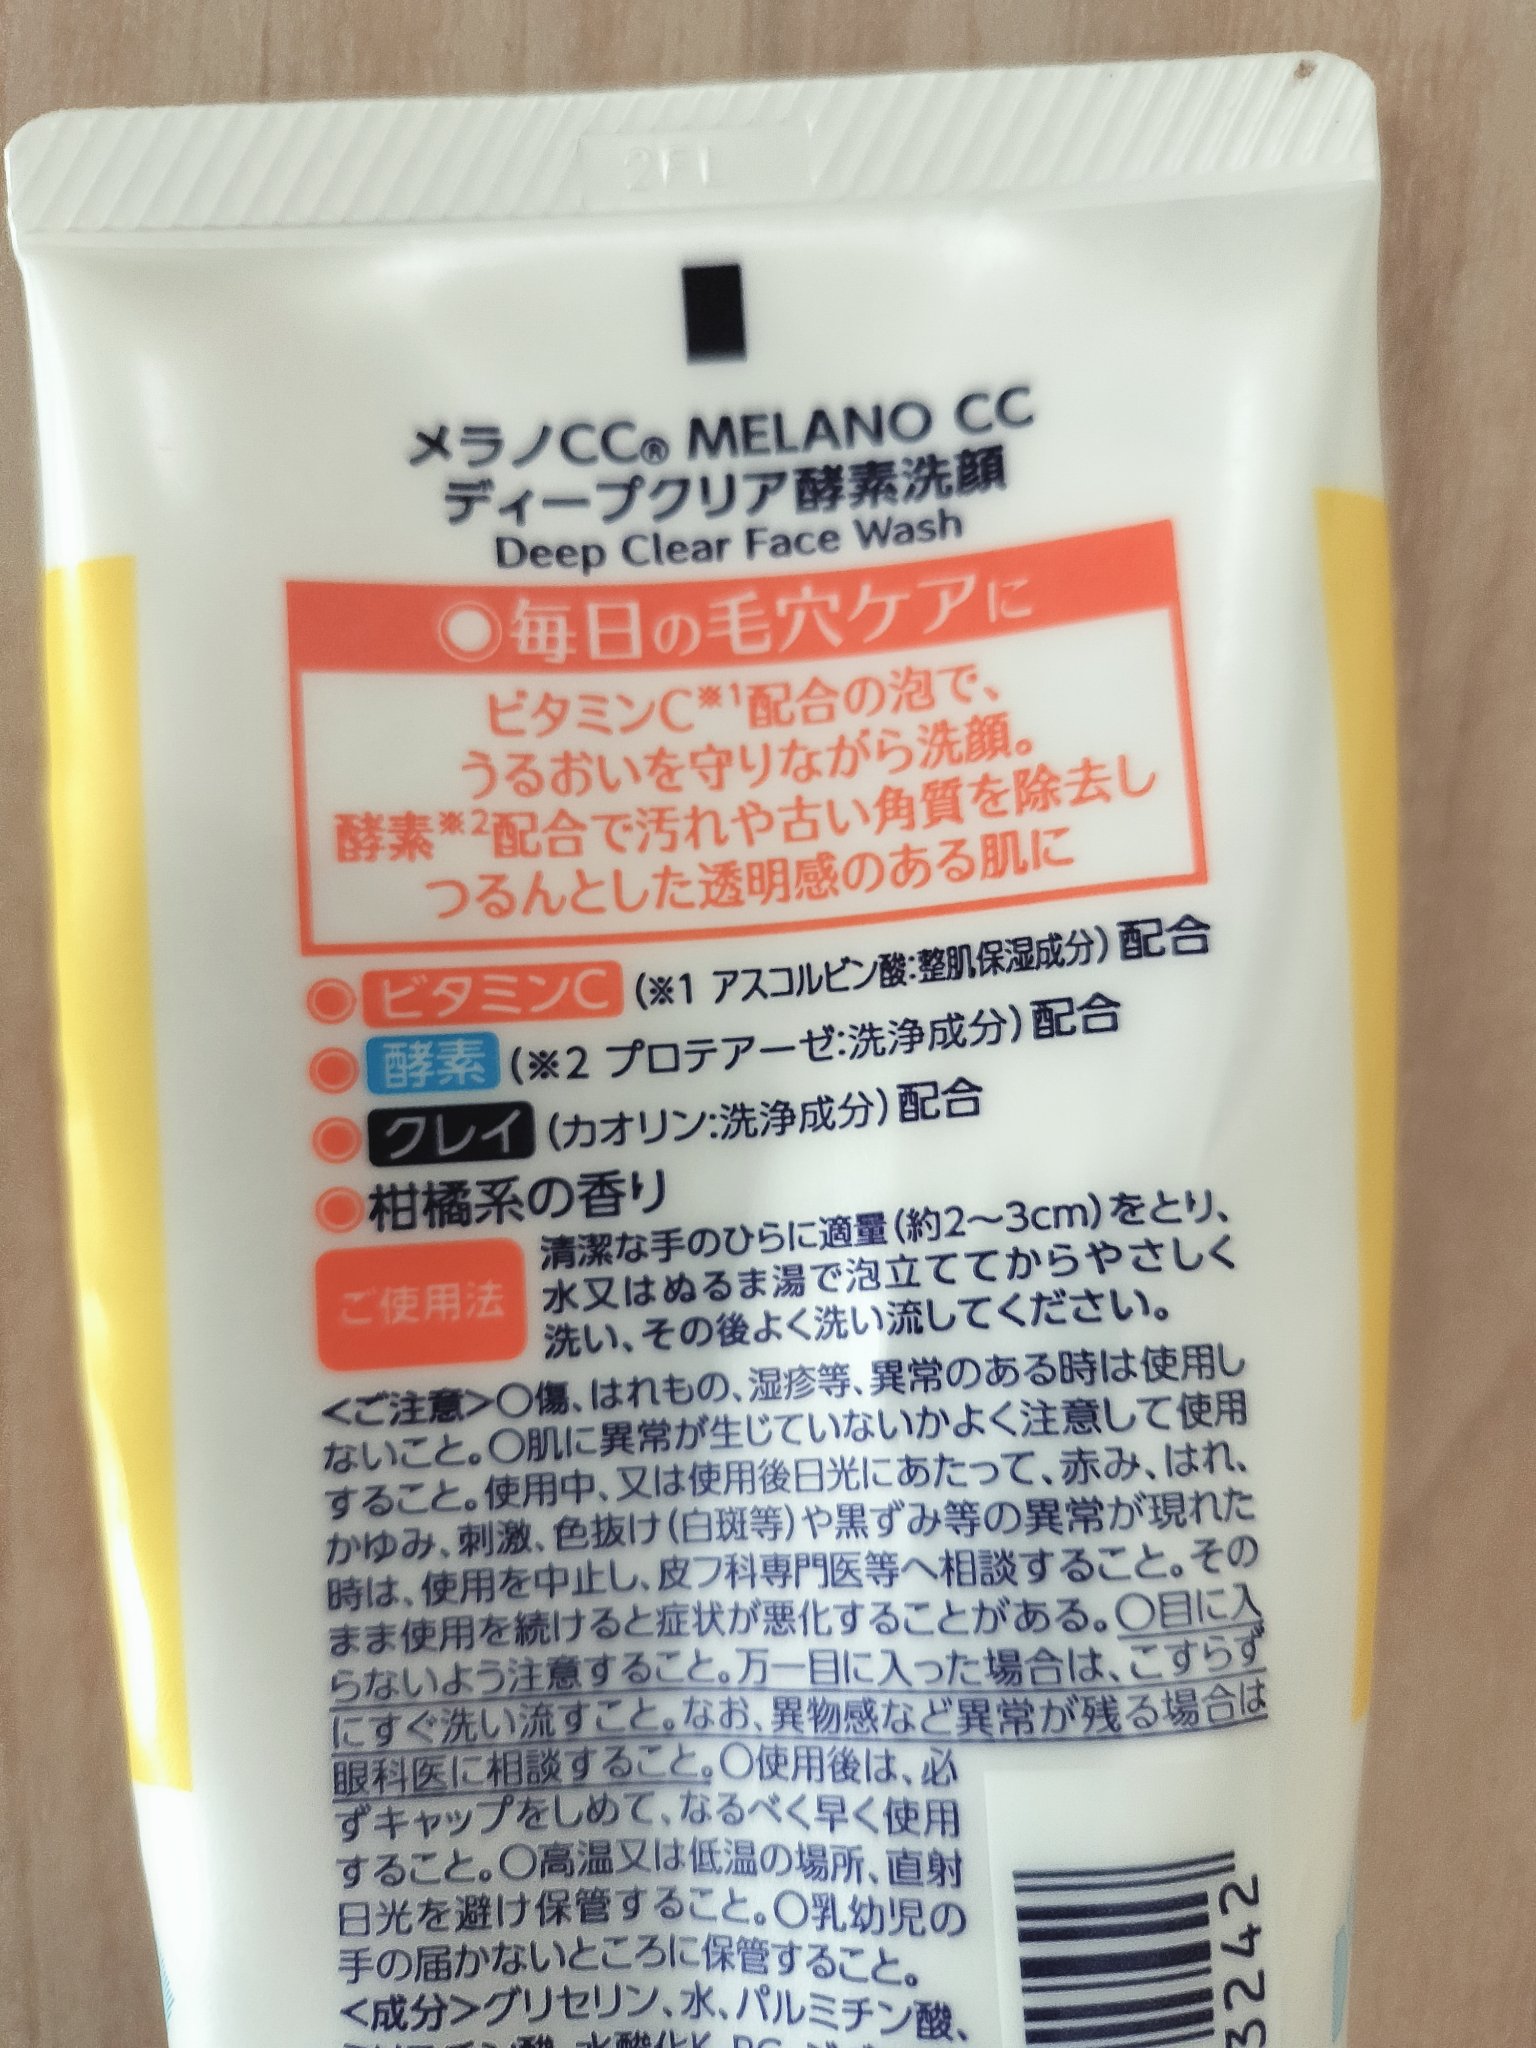 2FL
メラノCC® MELANO CC
ディープクリア酵素洗顔
Deep Clear Face Wash
◎毎日の毛穴ケアに
ビタミンC※1配合の泡で、
うるおいを守りながら洗顔。
酵素※2配合で汚れや古い角質を除去し
つるんとした透明感のある肌に
◎ビタミンC (※1 アスコルビン酸:整肌保湿成分) 配合
◎酵素 (※2 プロテアーゼ:洗浄成分) 配合
◎クレイ (カオリン:洗浄成分) 配合
◎柑橘系の香り
ご使用法
清潔な手のひらに適量(約2〜3cm)をとり、
水又はぬるま湯で泡立ててからやさしく
洗い、その後よく洗い流してください。
<ご注意>○傷、はれもの、湿疹等、異常のある時は使用し
ないこと。○肌に異常が生じていないかよく注意して使用
すること。使用中、又は使用後日光にあたって、赤み、はれ、
かゆみ、刺激、色抜け(白斑等)や黒ずみ等の異常が現れた
時は、使用を中止し、皮フ科専門医等へ相談すること。その
まま使用を続けると症状が悪化することがある。○目に入
らないよう注意すること。万一目に入った場合は、こすらず
にすぐ洗い流すこと。なお、異物感など異常が残る場合は
眼科医に相談すること。○使用後は、必
ずキャップをしめて、なるべく早く使用
すること。○高温又は低温の場所、直射
日光を避け保管すること。○乳幼児の
手の届かないところに保管すること。
<成分>グリセリン、水、パルミチン酸、
3242